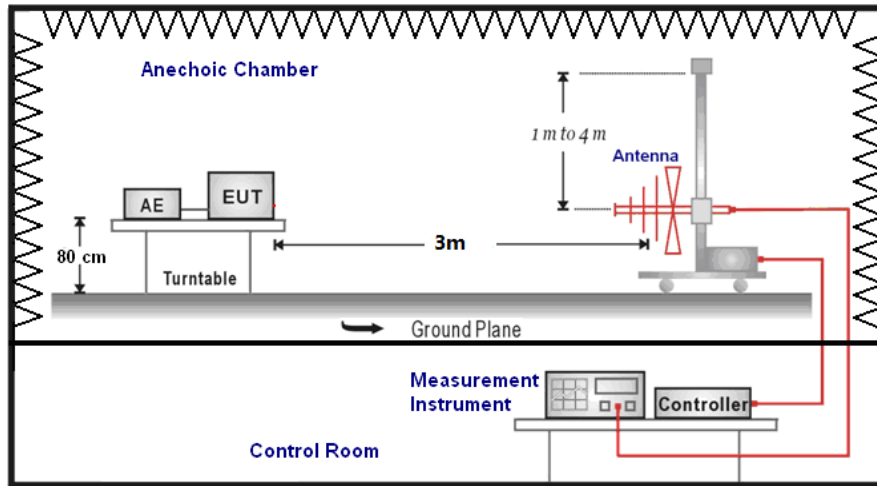 Anechoic Chamber
1 m to 4 m
Antenna
AE
EUT
80 cm
3m
Turntable
Ground Plane
Measurement
Instrument
Controller
Control Room